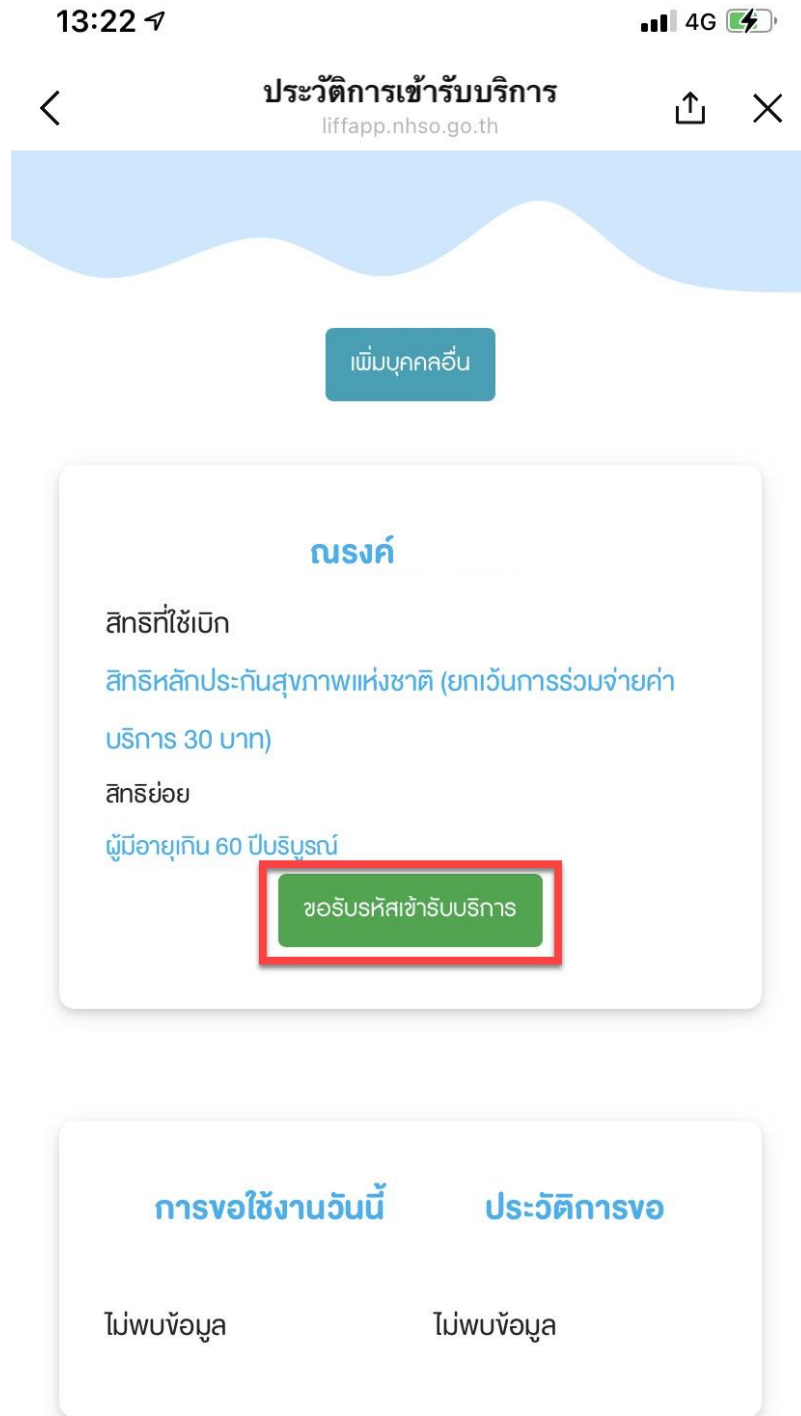 13:22
4G
ประวัติการเข้ารับบริการ
liffapp.nhso.go.th
เพิ่มบุคคลอื่น
ณรงค์
สิทธิที่ใช้เบิก
สิทธิหลักประกันสุขภาพแห่งชาติ (ยกเว้นการร่วมจ่ายค่า
บริการ 30 บาท)
สิทธิย่อย
ผู้มีอายุเกิน 60 ปีบริบูรณ์
ขอรับรหัสเข้ารับบริการ
การขอใช้งานวันนี้ ประวัติการขอ
ไม่พบข้อมูล ไม่พบข้อมูล